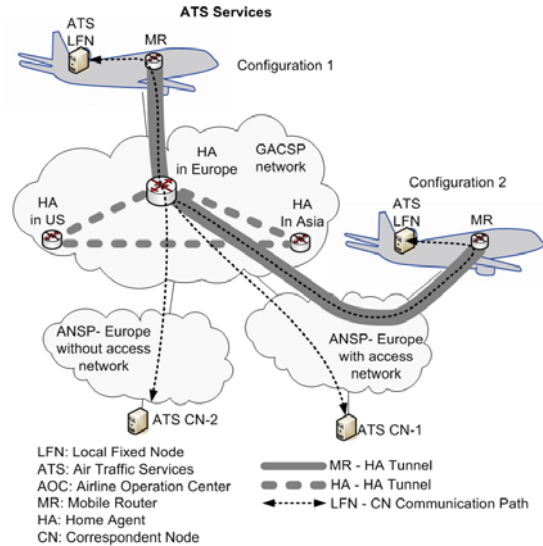 ATS Services
ATS
LFN
MR
Configuration 1
HA
in Europe
GACSP
network
HA
in US
HA
In Asia
Configuration 2
ATS
LFN
MR
ANSP- Europe
without access
network
ANSP- Europe
with access
network
ATS CN-2
ATS CN-1
LFN: Local Fixed Node
ATS: Air Traffic Services
AOC: Airline Operation Center
MR: Mobile Router
HA: Home Agent
CN: Correspondent Node
MR - HA Tunnel
HA - HA Tunnel
LFN - CN Communication Path